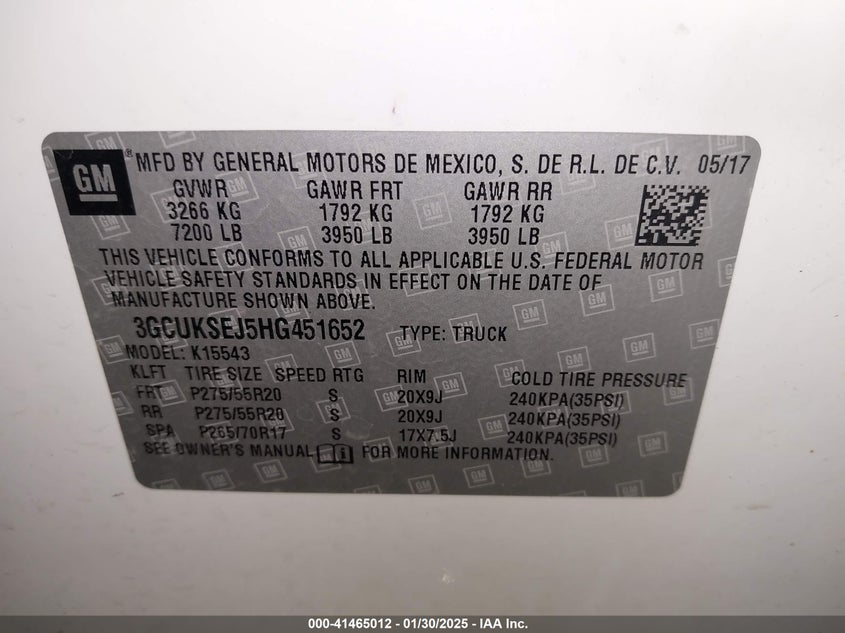 GM® MFD BY GENERAL MOTORS DE MEXICO, S. DE R.L. DE C.V. 05/17
GVWR GAWR FRT GAWR RR
3266 KG 1792 KG 1792 KG
7200 LB 3950 LB 3950 LB
THIS VEHICLE CONFORMS TO ALL APPLICABLE U.S. FEDERAL MOTOR
VEHICLE SAFETY STANDARDS IN EFFECT ON THE DATE OF
MANUFACTURE SHOWN ABOVE.
3GCUKSEJ5HG451652 TYPE: TRUCK
MODEL: K15543
KLFT TIRE SIZE SPEED RTG RIM COLD TIRE PRESSURE
FRT P275/55R20 S 20X9J 240KPA(35PSI)
RR P275/55R20 S 20X9J 240KPA(35PSI)
SPA P265/70R17 S 17X7.5J 240KPA(35PSI)
SEE OWNER'S MANUAL FOR MORE INFORMATION.
000-41465012 - 01/30/2025 - IAA Inc.